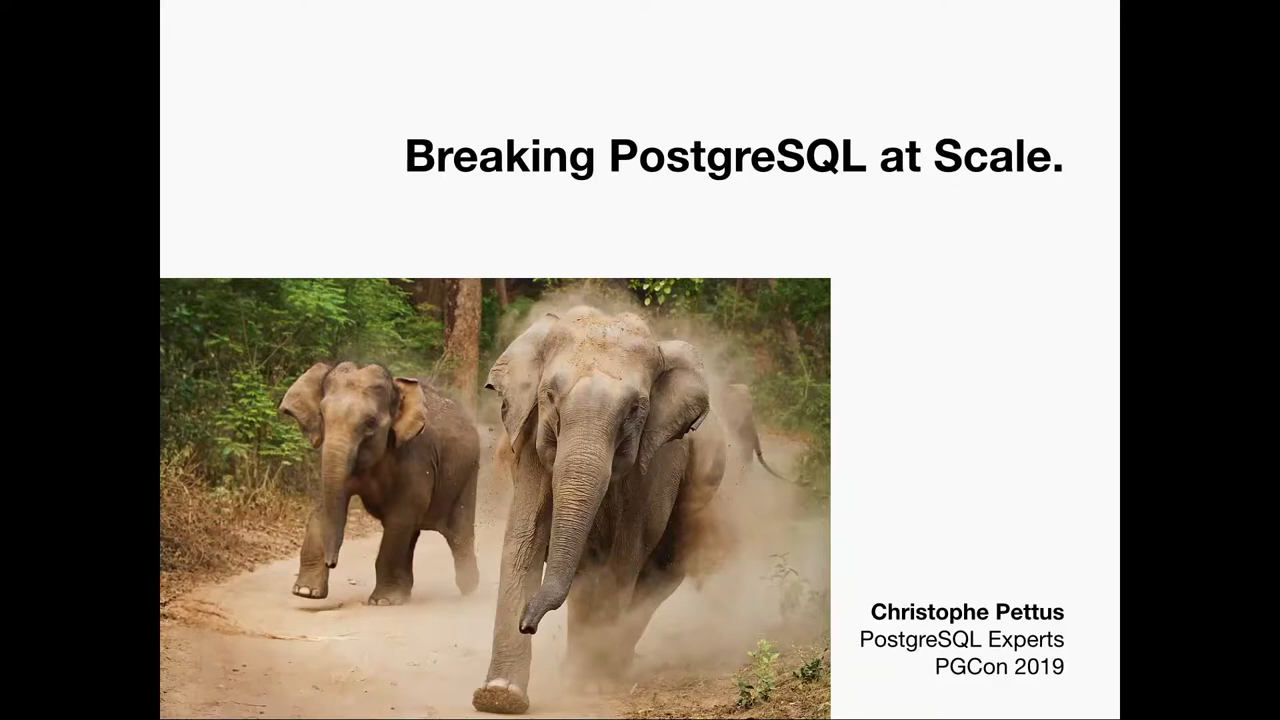 Breaking PostgreSQL at Scale.
Christophe Pettus
PostgreSQL Experts
PGCon 2019